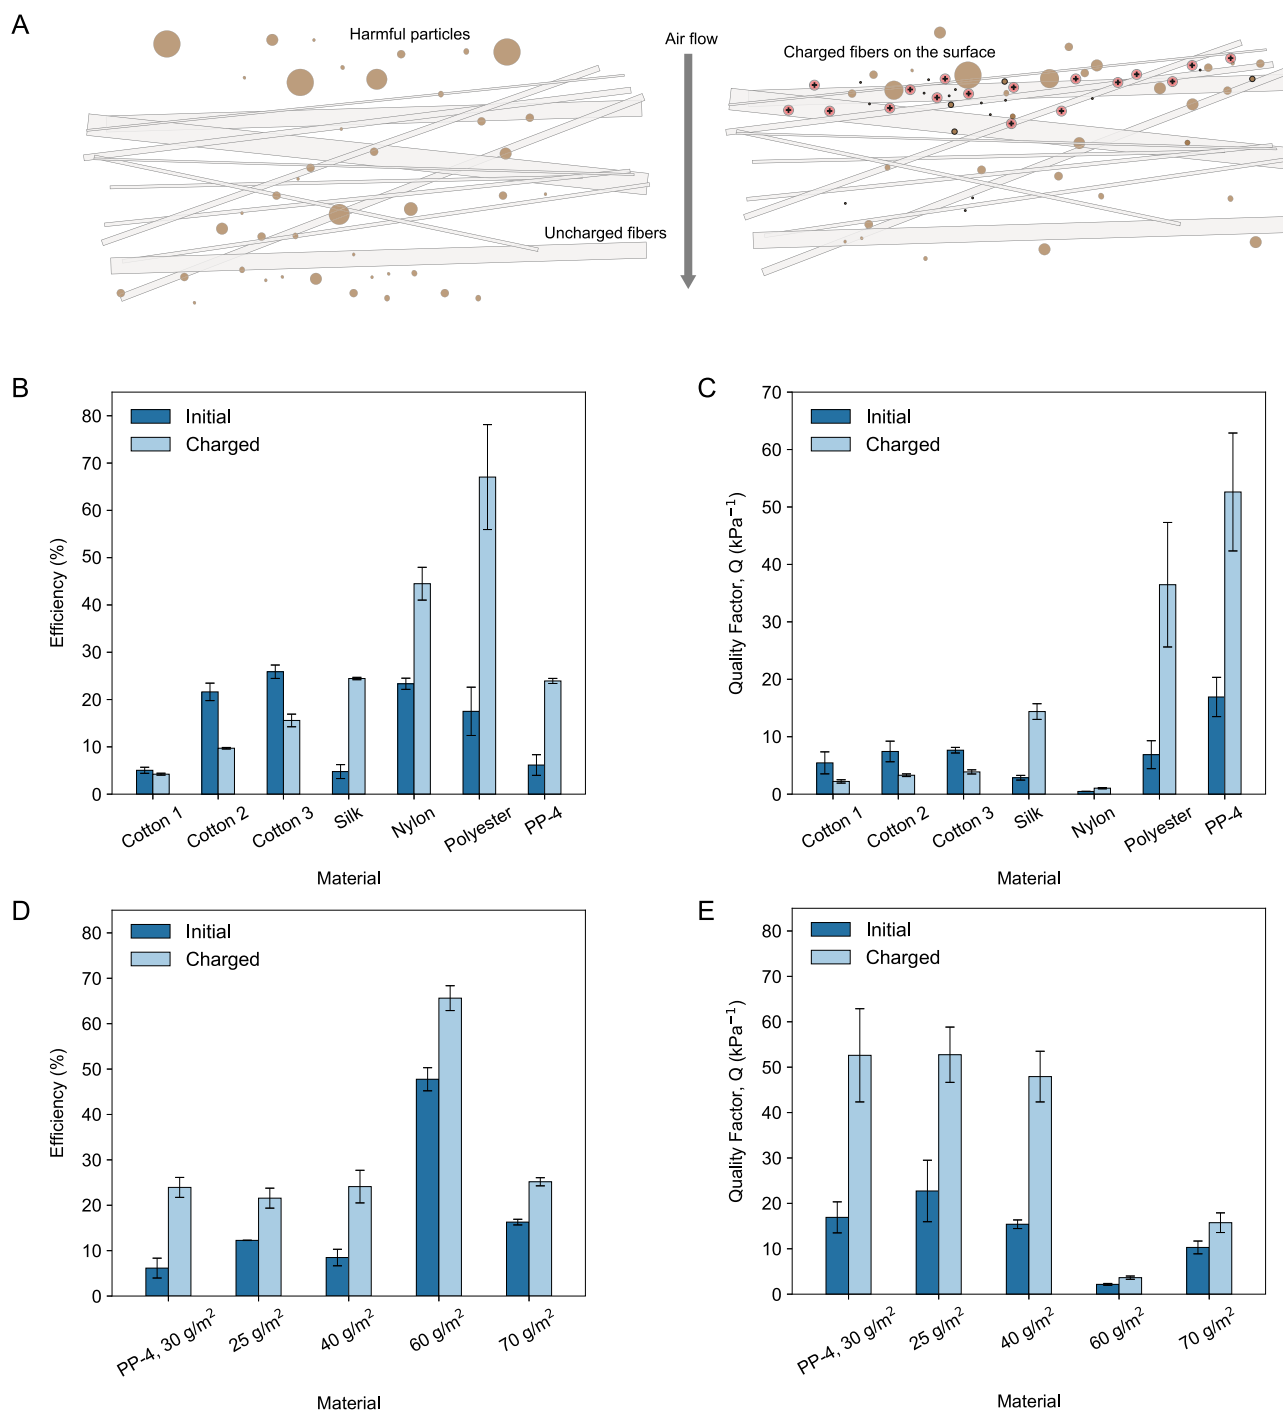 A
Harmful particles
Air flow
Charged fibers on the surface
Uncharged fibers
B
Initial
Charged
Efficiency (%)
80
70
60
50
40
30
20
10
0
Cotton 1
Cotton 2
Cotton 3
Silk
Nylon
Polyester
PP-4
Material
C
Initial
Charged
Quality Factor, Q (kPa⁻¹)
70
60
50
40
30
20
10
0
Cotton 1
Cotton 2
Cotton 3
Silk
Nylon
Polyester
PP-4
Material
D
Initial
Charged
Efficiency (%)
80
70
60
50
40
30
20
10
0
PP-4, 30 g/m²
25 g/m²
40 g/m²
60 g/m²
70 g/m²
Material
E
Initial
Charged
Quality Factor, Q (kPa⁻¹)
80
70
60
50
40
30
20
10
0
PP-4, 30 g/m²
25 g/m²
40 g/m²
60 g/m²
70 g/m²
Material